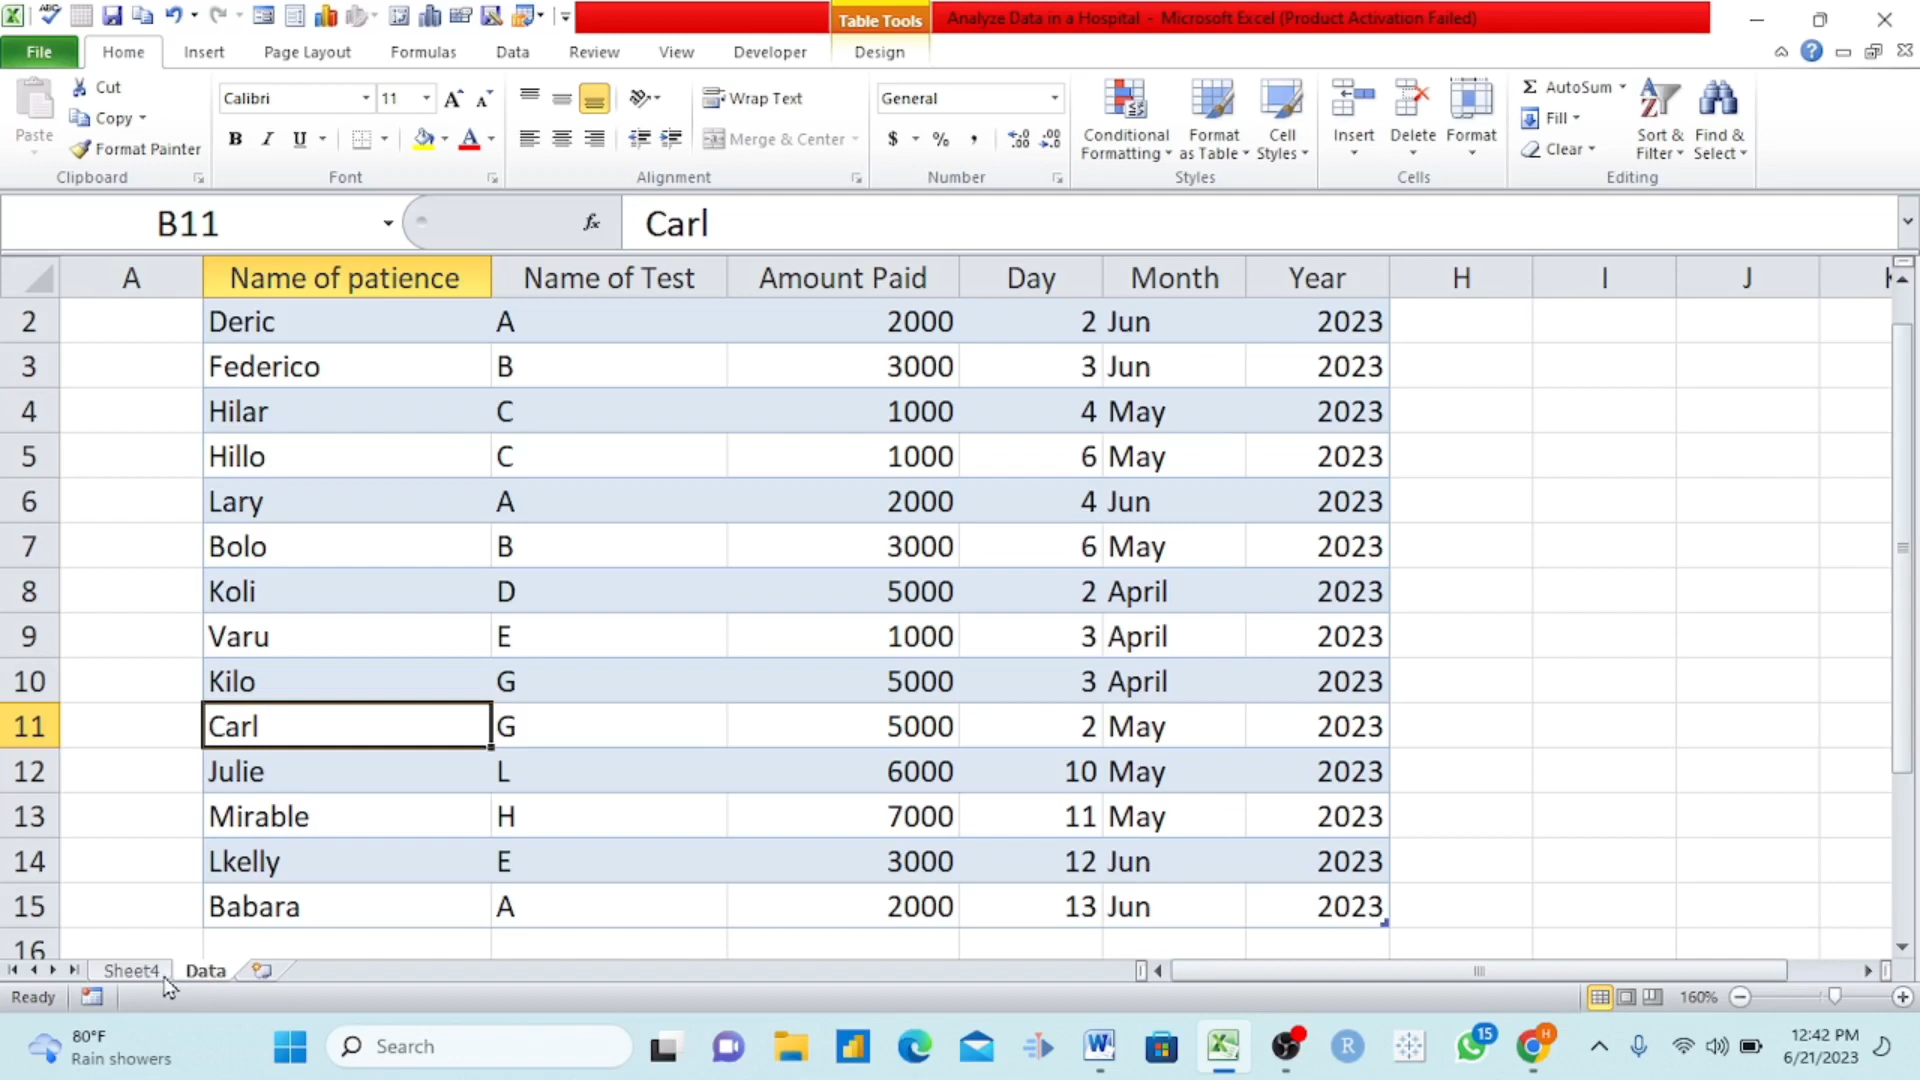 Table Tools
Analyze Data in a Hospital - Microsoft Excel (Product Activation Failed)
File Home Insert Page Layout Formulas Data Review View Developer Design
Paste
Cut
Copy
Format Painter
Clipboard
Calibri 11
B I U
Font
Wrap Text
Merge & Center
Alignment
General
$ % ,
Number
Conditional Formatting
Format as Table
Cell Styles
Styles
Insert Delete Format
Cells
AutoSum
Fill
Clear
Sort & Filter
Find & Select
Editing
B11 fx Carl
A Name of patience Name of Test Amount Paid Day Month Year H I J
2 Deric A 2000 2 Jun 2023
3 Federico B 3000 3 Jun 2023
4 Hilar C 1000 4 May 2023
5 Hillo C 1000 6 May 2023
6 Lary A 2000 4 Jun 2023
7 Bolo B 3000 6 May 2023
8 Koli D 5000 2 April 2023
9 Varu E 1000 3 April 2023
10 Kilo G 5000 3 April 2023
11 Carl G 5000 2 May 2023
12 Julie L 6000 10 May 2023
13 Mirable H 7000 11 May 2023
14 Lkelly E 3000 12 Jun 2023
15 Babara A 2000 13 Jun 2023
16
Sheet4 Data
Ready 160%
80°F
Rain showers
Search
15
H
12:42 PM
6/21/2023